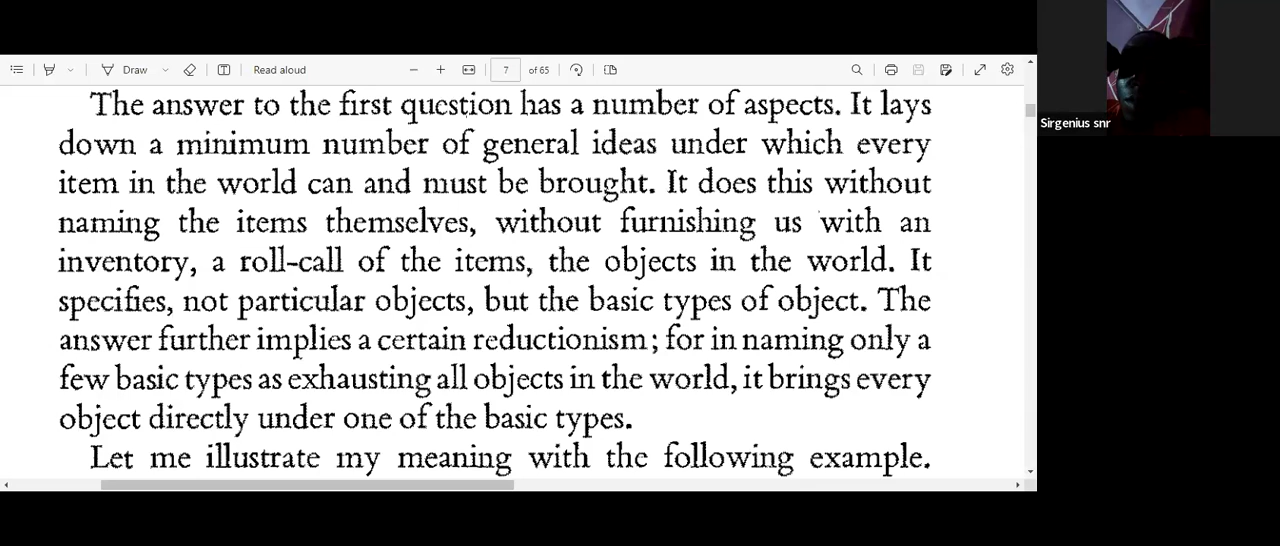 Draw
Read aloud
7 of 65
Sirgenius snr
The answer to the first question has a number of aspects. It lays
down a minimum number of general ideas under which every
item in the world can and must be brought. It does this without
naming the items themselves, without furnishing us with an
inventory, a roll-call of the items, the objects in the world. It
specifies, not particular objects, but the basic types of object. The
answer further implies a certain reductionism; for in naming only a
few basic types as exhausting all objects in the world, it brings every
object directly under one of the basic types.
Let me illustrate my meaning with the following example.